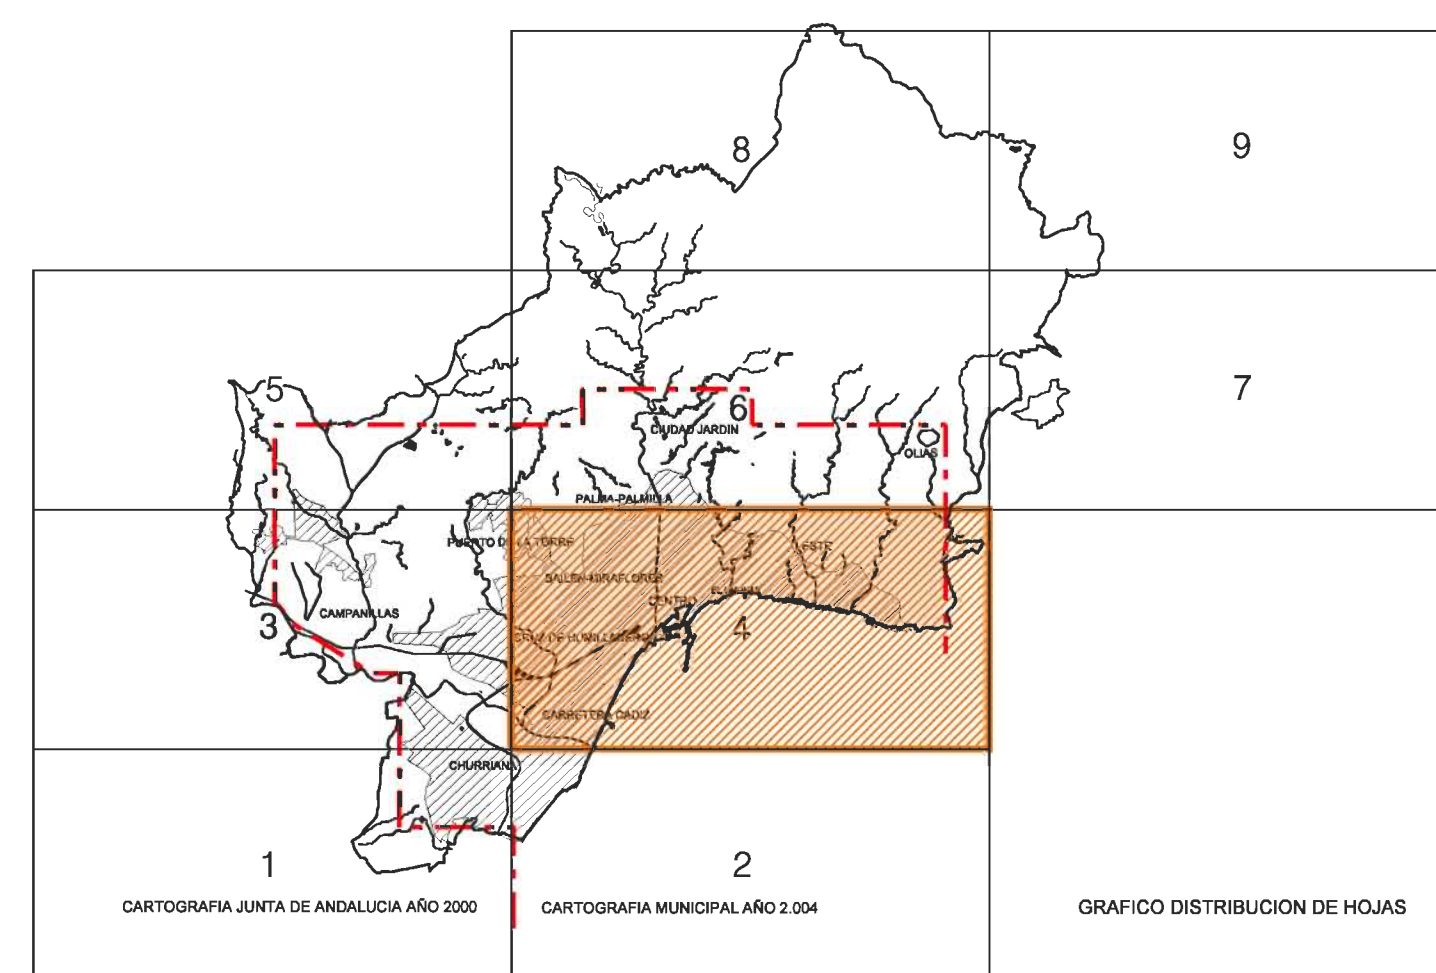 8
9
5
6
7
CIUDAD JARDIN
OLIAS
PALMA-PALMILLA
PUERTO DE LA TORRE
ESTE
BAILEN-MIRAFLORES
CENTRO
3
CAMPANILLAS
4
CRUZ DE HUMILLADERO
CARRETERA CADIZ
CHURRIANA
1
2
CARTOGRAFIA JUNTA DE ANDALUCIA AÑO 2000
CARTOGRAFIA MUNICIPAL AÑO 2.004
GRAFICO DISTRIBUCION DE HOJAS